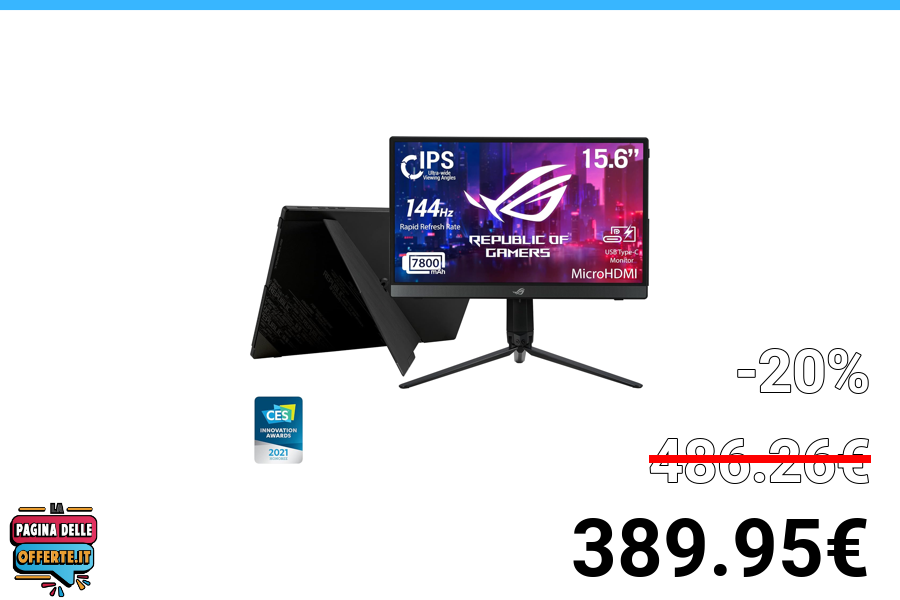 IPS
Ultra-wide
Viewing Angles
15.6”
144Hz
Rapid Refresh Rate
REPUBLIC OF
GAMERS
7800
mAh
USB Type-C
Monitor
MicroHDMI
-20%
CES
INNOVATION
AWARDS
2021
486.26€
389.95€
LA
PAGINA DELLE
OFFERTE.IT